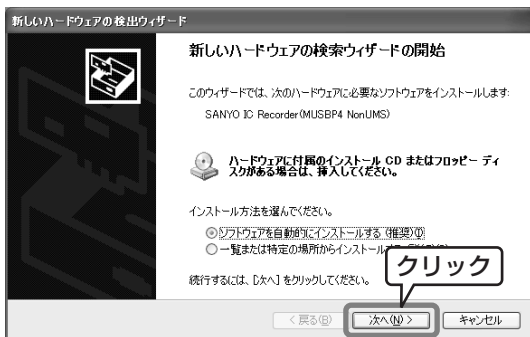 新しいハードウェアの検出ウィザード
新しいハードウェアの検索ウィザードの開始
このウィザードでは、次のハードウェアに必要なソフトウェアをインストールします:
SANYO IC Recorder(MUSBP4 NonUMS)
ハードウェアに付属のインストール CD またはフロッピー ディ
スクがある場合は、挿入してください。
インストール方法を選んでください。
ソフトウェアを自動的にインストールする (推奨)(I)
一覧または特定の場所からインストール
クリック
続行するには、[次へ] をクリックしてください。
< 戻る(B)
次へ(N) >
キャンセル